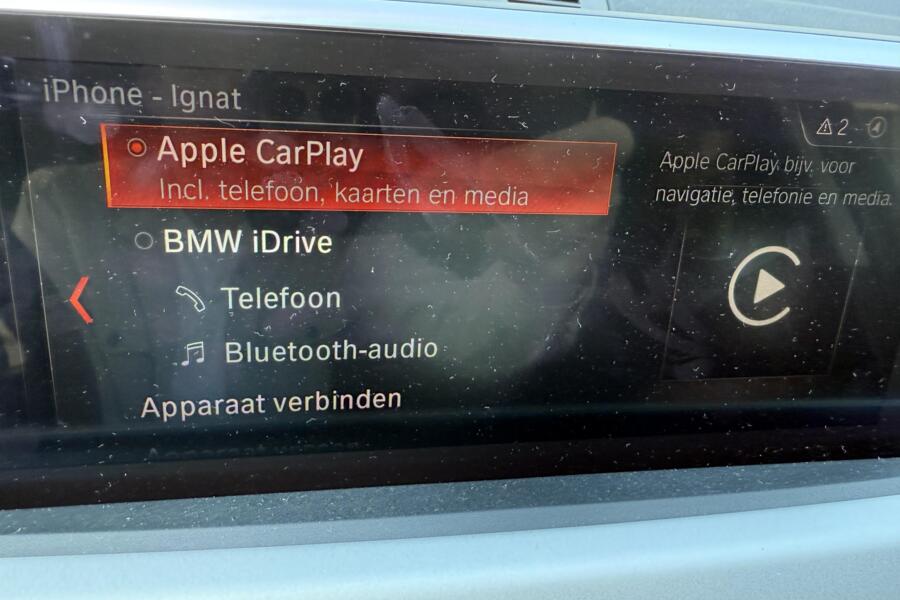 iPhone - Ignat
Apple CarPlay
Incl. telefoon, kaarten en media
BMW iDrive
Telefoon
Bluetooth-audio
Apparaat verbinden
2
Apple CarPlay bijv. voor
navigatie, telefonie en media.